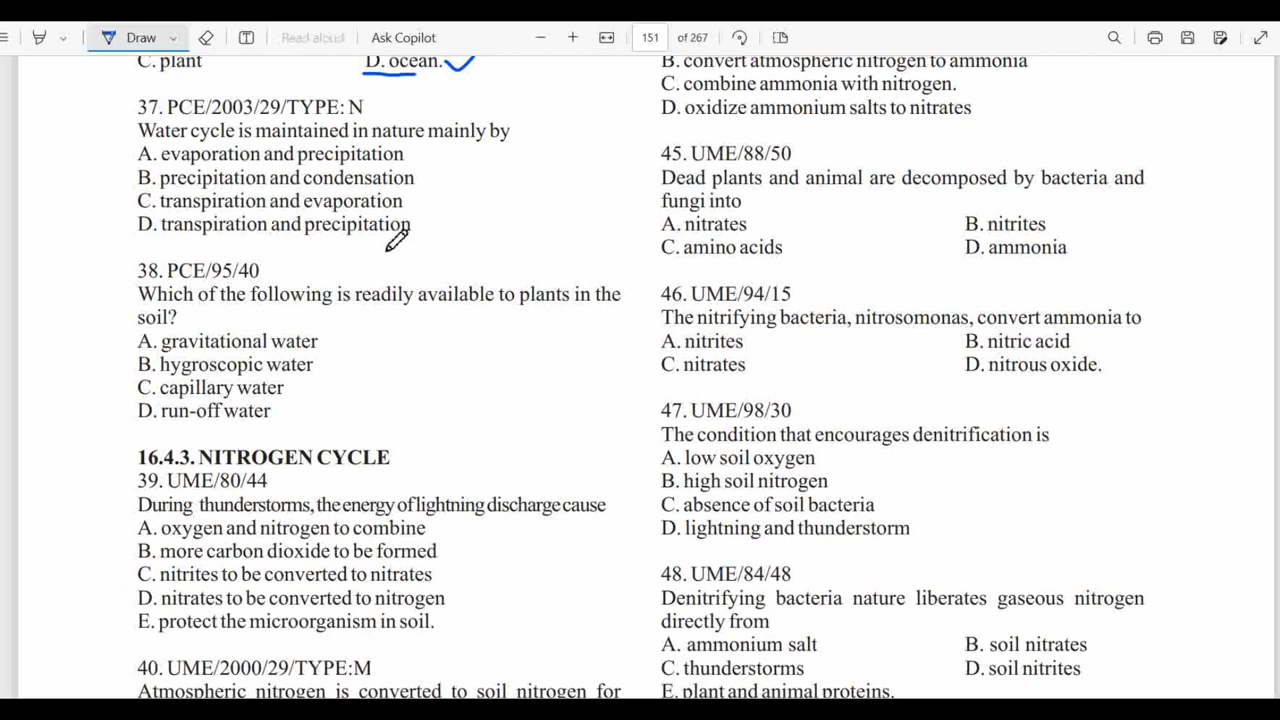 Draw
Read aloud
Ask Copilot
151
of 267
C. plant
D. ocean.
37. PCE/2003/29/TYPE: N
Water cycle is maintained in nature mainly by
A. evaporation and precipitation
B. precipitation and condensation
C. transpiration and evaporation
D. transpiration and precipitation
38. PCE/95/40
Which of the following is readily available to plants in the
soil?
A. gravitational water
B. hygroscopic water
C. capillary water
D. run-off water
16.4.3. NITROGEN CYCLE
39. UME/80/44
During thunderstorms, the energy of lightning discharge cause
A. oxygen and nitrogen to combine
B. more carbon dioxide to be formed
C. nitrites to be converted to nitrates
D. nitrates to be converted to nitrogen
E. protect the microorganism in soil.
40. UME/2000/29/TYPE:M
Atmospheric nitrogen is converted to soil nitrogen for
B. convert atmospheric nitrogen to ammonia
C. combine ammonia with nitrogen.
D. oxidize ammonium salts to nitrates
45. UME/88/50
Dead plants and animal are decomposed by bacteria and
fungi into
A. nitrates B. nitrites
C. amino acids D. ammonia
46. UME/94/15
The nitrifying bacteria, nitrosomonas, convert ammonia to
A. nitrites B. nitric acid
C. nitrates D. nitrous oxide.
47. UME/98/30
The condition that encourages denitrification is
A. low soil oxygen
B. high soil nitrogen
C. absence of soil bacteria
D. lightning and thunderstorm
48. UME/84/48
Denitrifying bacteria nature liberates gaseous nitrogen
directly from
A. ammonium salt B. soil nitrates
C. thunderstorms D. soil nitrites
E. plant and animal proteins.